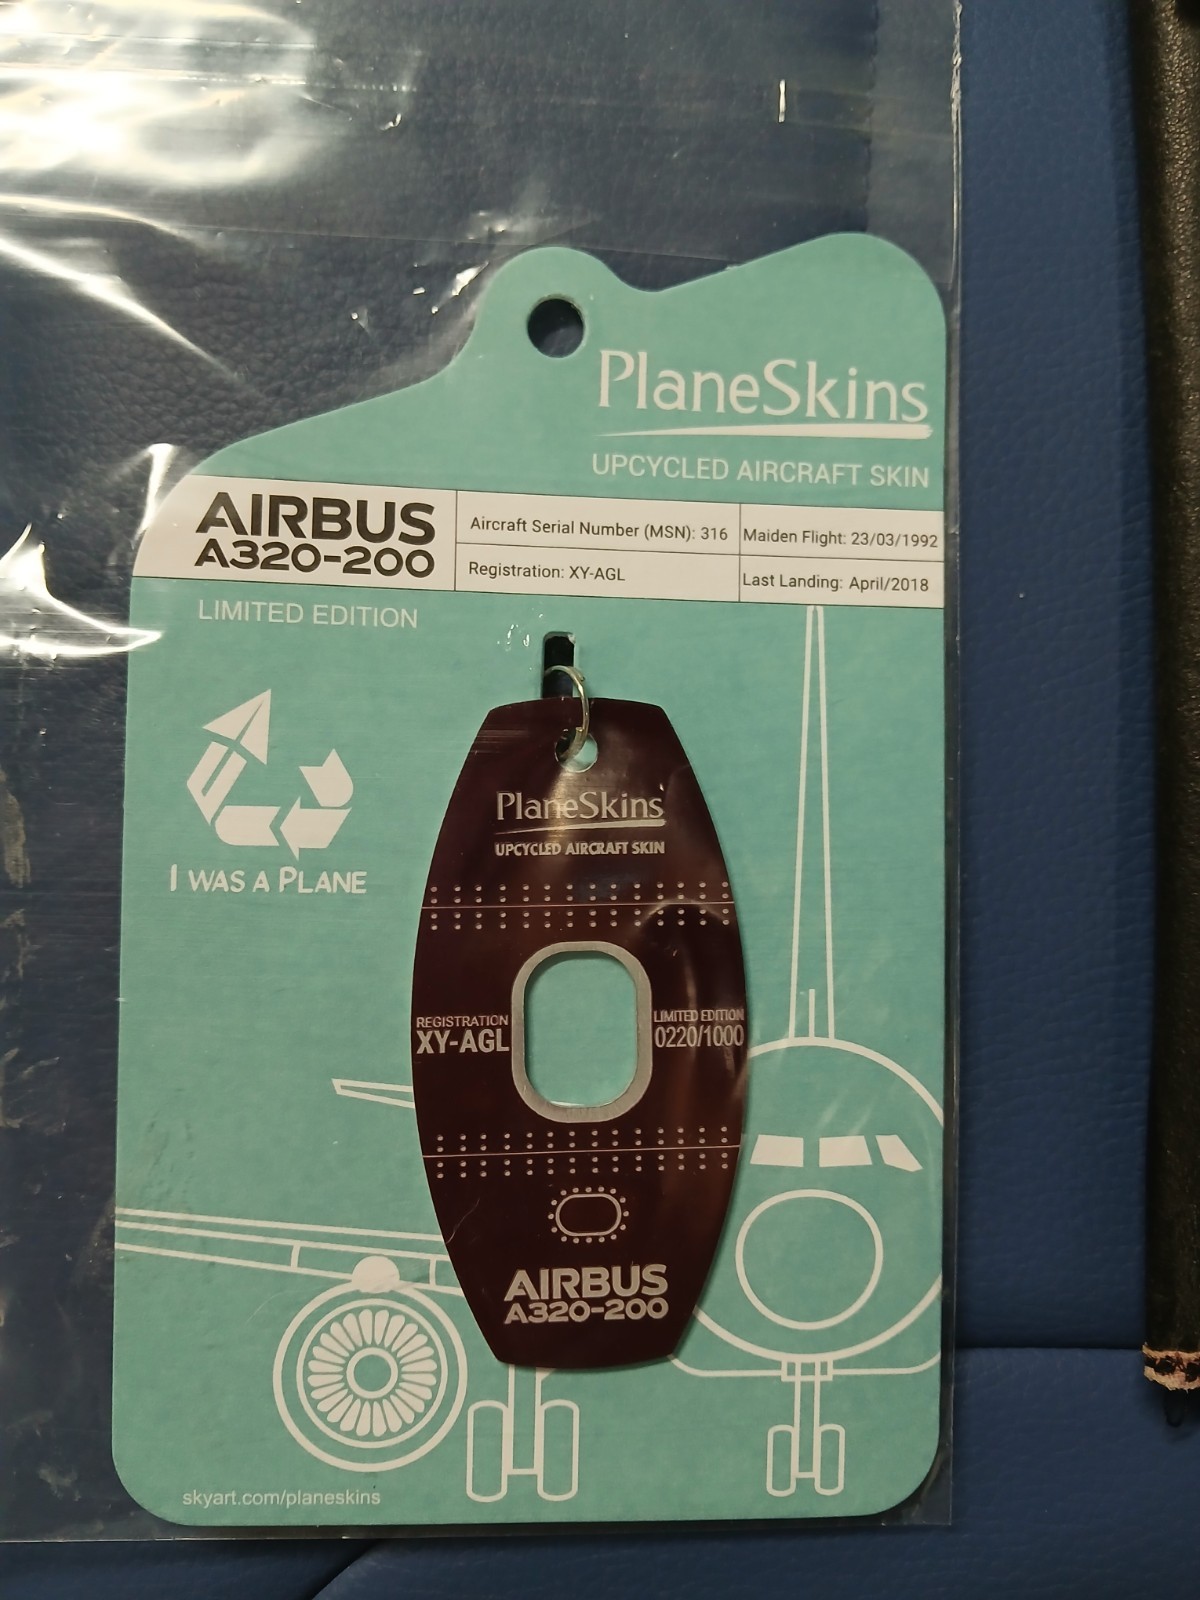 PlaneSkins
UPCYCLED AIRCRAFT SKIN
AIRBUS
A320-200
Aircraft Serial Number (MSN): 316
Maiden Flight: 23/03/1992
Registration: XY-AGL
Last Landing: April/2018
LIMITED EDITION
I WAS A PLANE
PlaneSkins
UPCYCLED AIRCRAFT SKIN
REGISTRATION
XY-AGL
LIMITED EDITION
0220/1000
AIRBUS
A320-200
skyart.com/planeskins